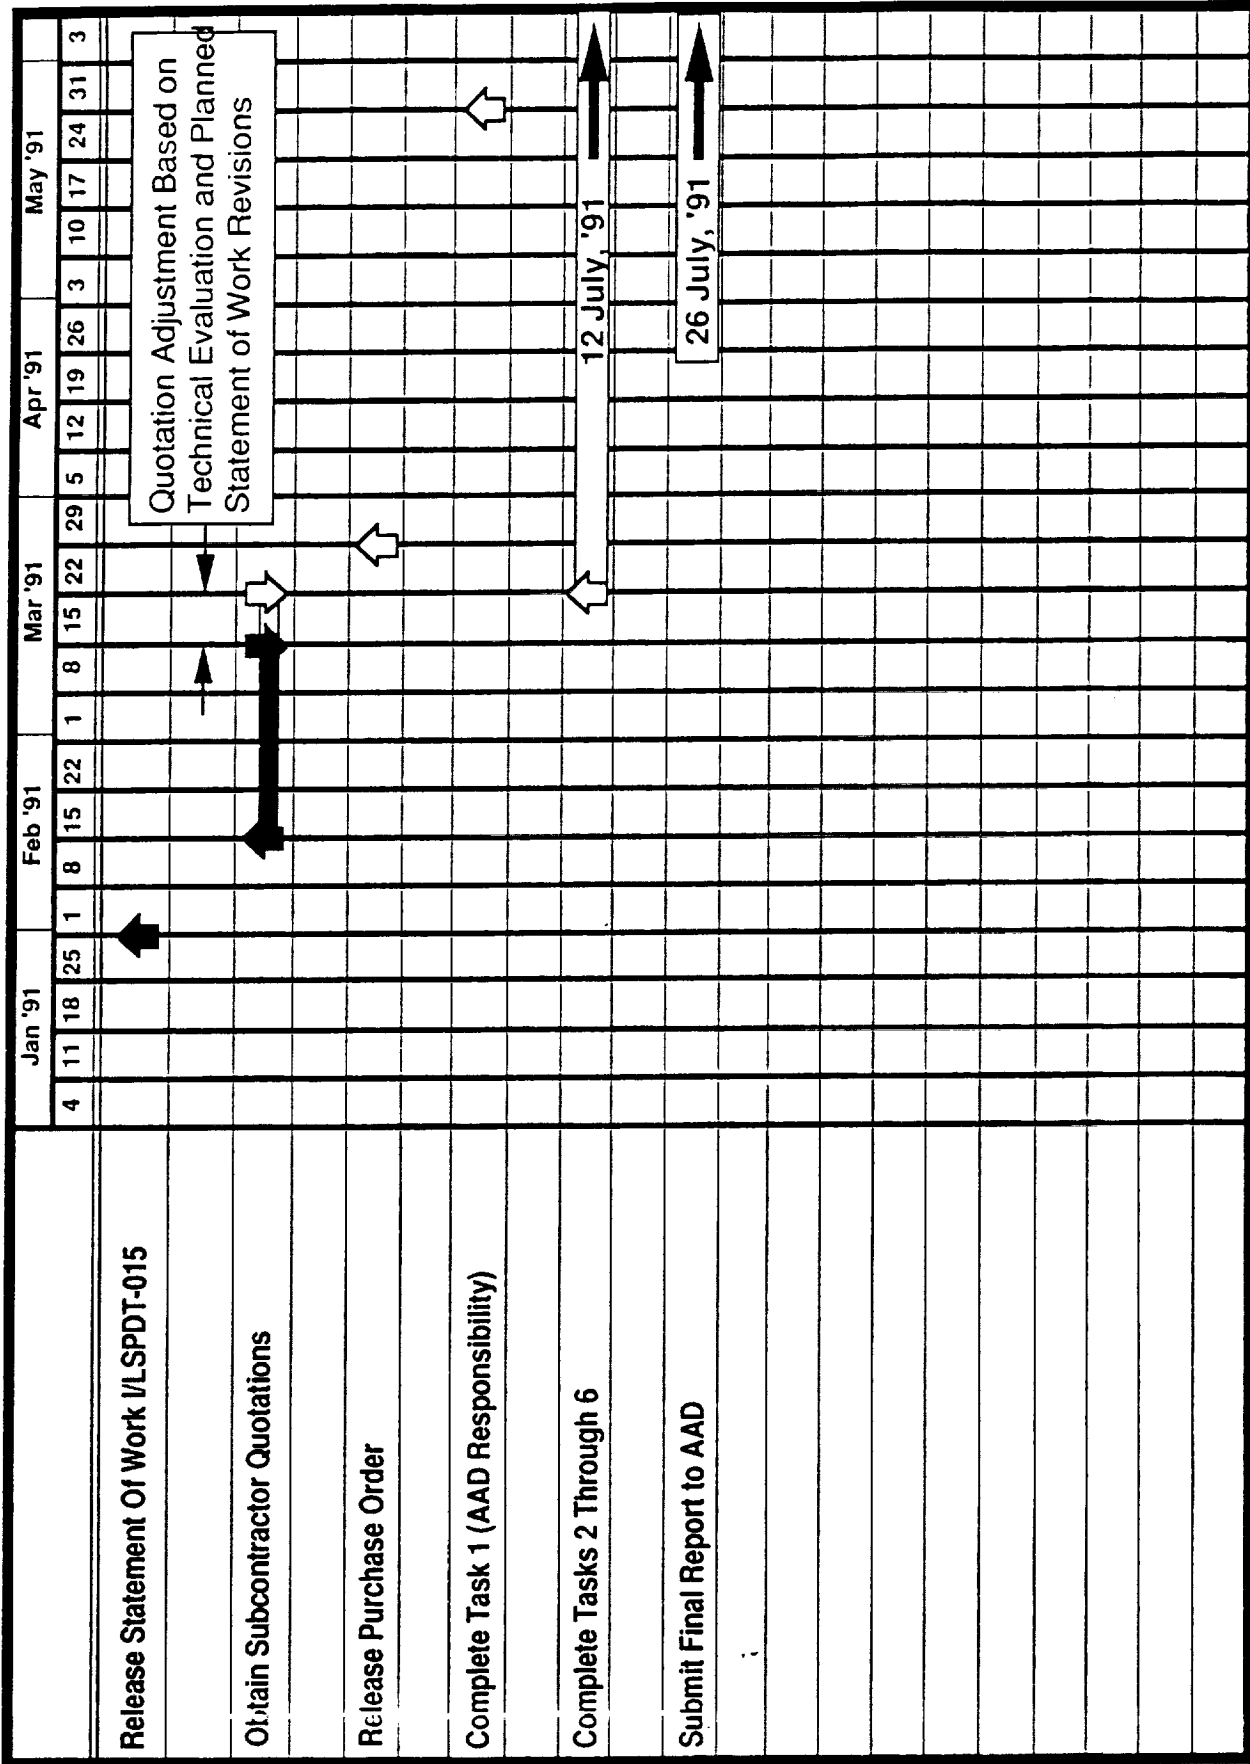 Jan '91 Feb '91 Mar '91 Apr '91 May '91
4 11 18 25 1 8 15 22 1 8 15 22 29 5 12 19 26 3 10 17 24 31 3
Release Statement Of Work I/LSPDT-015
Quotation Adjustment Based on
Technical Evaluation and Planned
Statement of Work Revisions
Obtain Subcontractor Quotations
Release Purchase Order
Complete Task 1 (AAD Responsibility)
Complete Tasks 2 Through 6
12 July, '91
Submit Final Report to AAD
26 July, '91